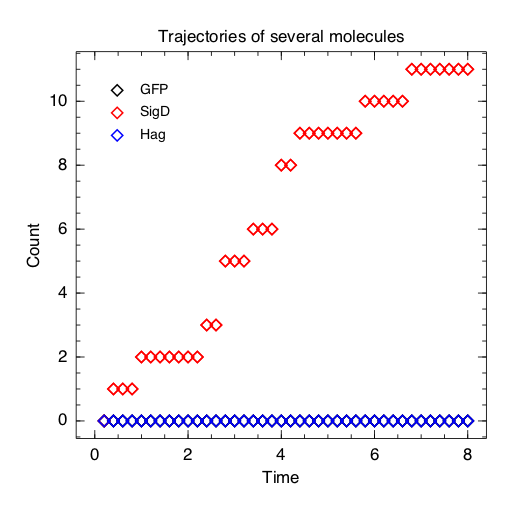 Trajectories of several molecules
GFP
SigD
Hag
10
8
6
4
2
0
Count
0 2 4 6 8
Time